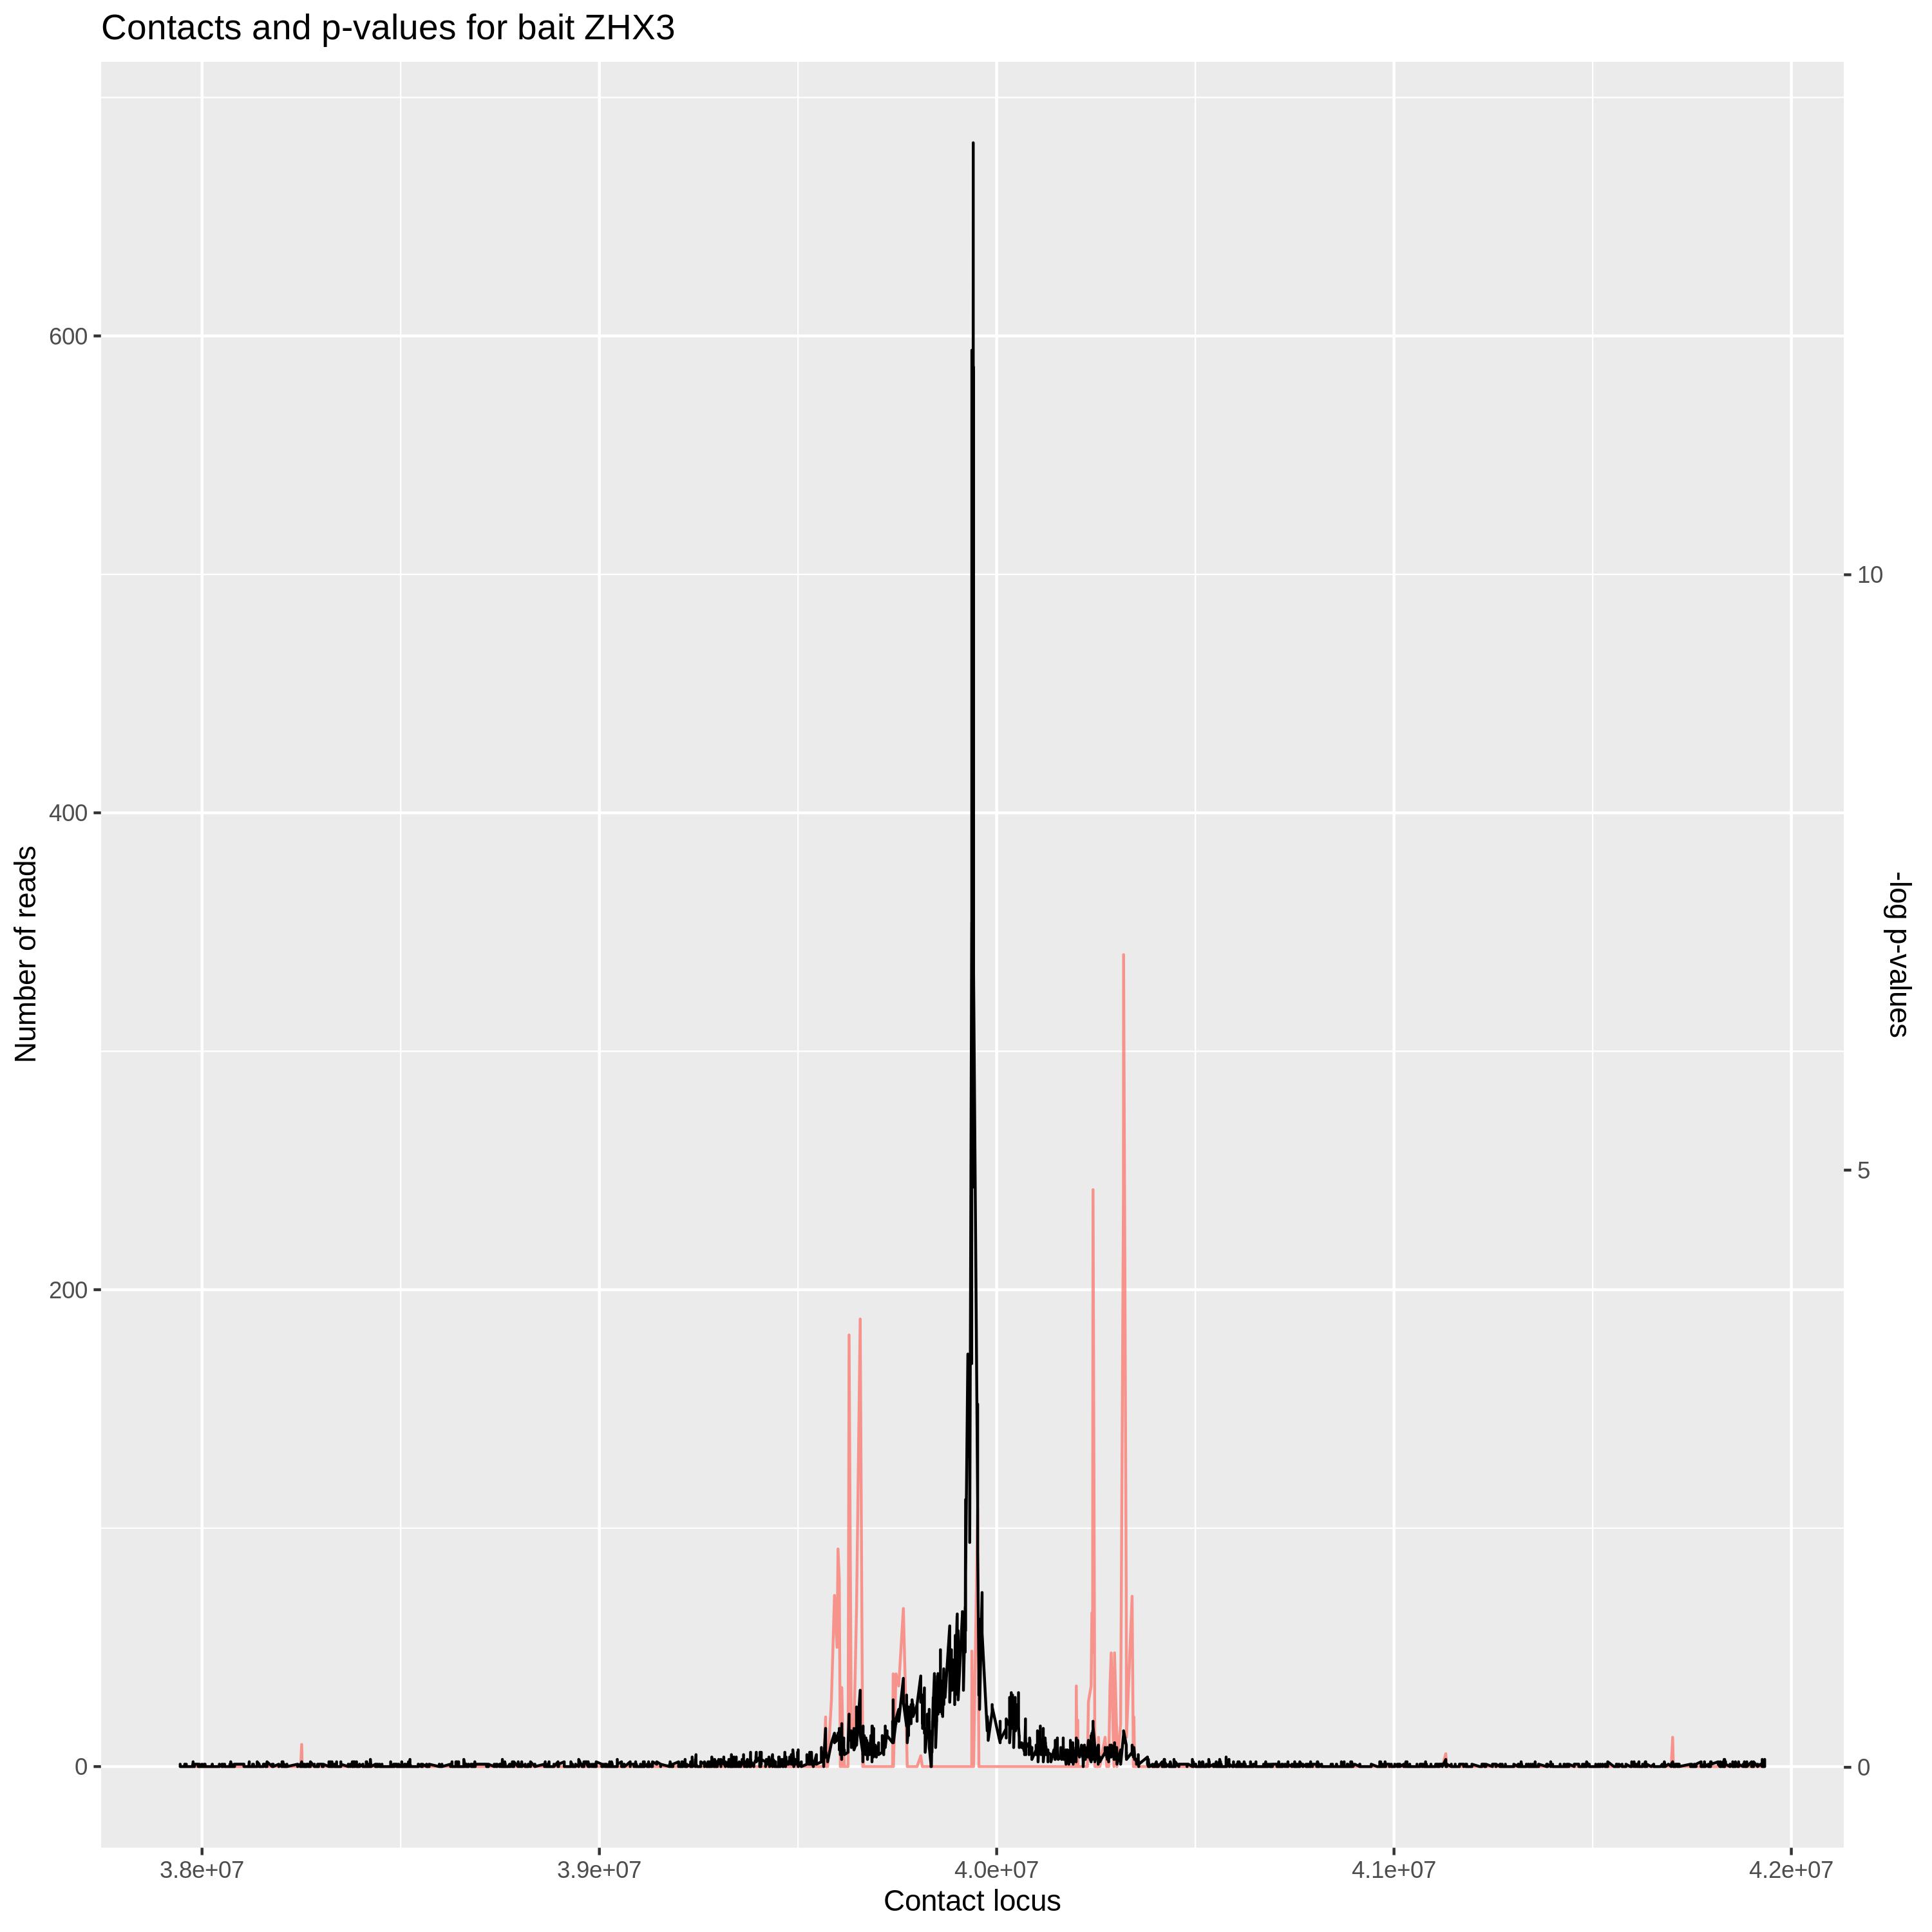 Contacts and p-values for bait ZHX3
Number of reads
600
400
200
0
10
5
0
-log p-values
3.8e+07
3.9e+07
4.0e+07
4.1e+07
4.2e+07
Contact locus